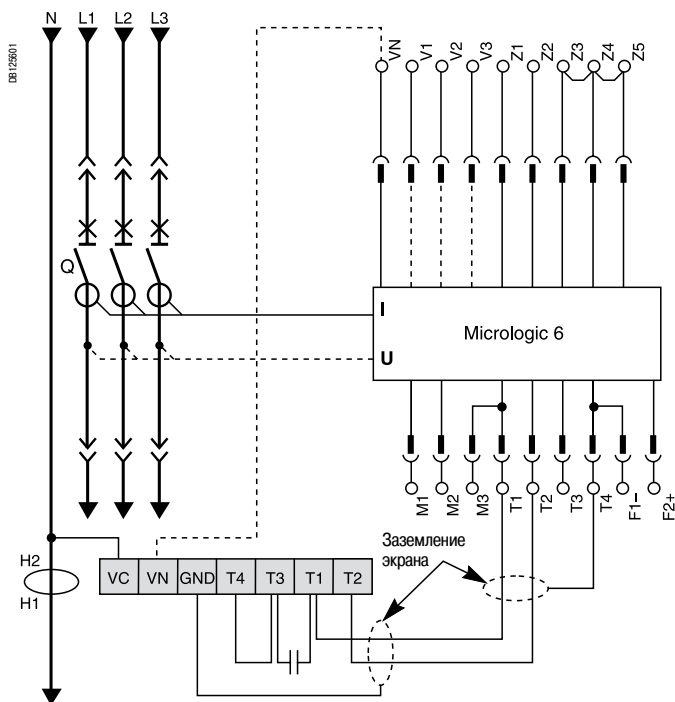 DB125601
N L1 L2 L3
VN V1 V2 V3 Z1 Z2 Z3 Z4 Z5
Q
I
Micrologic 6
U
M1 M2 M3 T1 T2 T3 T4 F1- F2+
Заземление
экрана
H2
H1
VC VN GND T4 T3 T1 T2